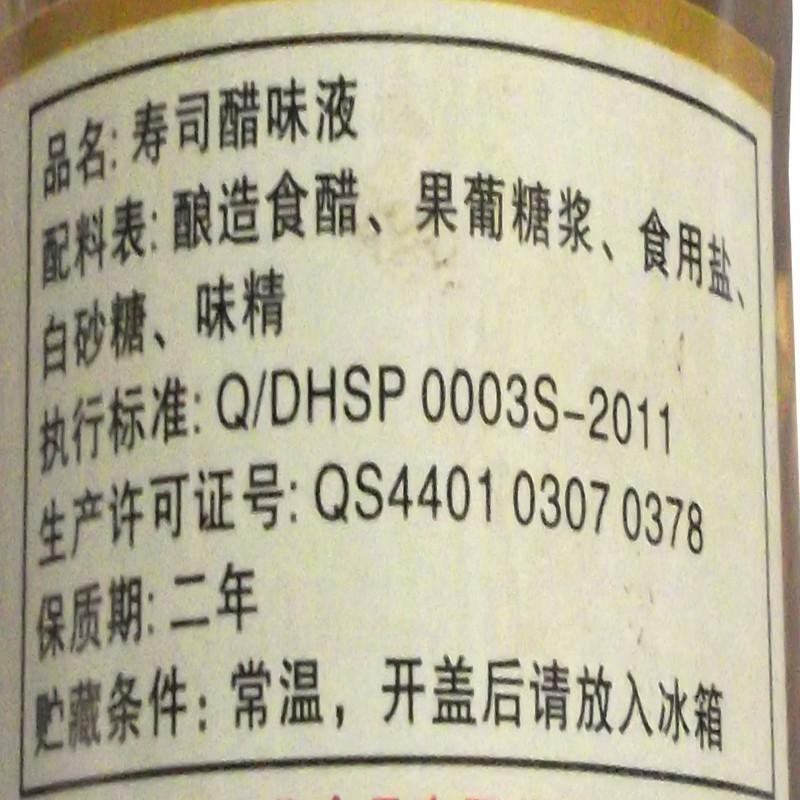 品名: 寿司醋味液
配料表: 酿造食醋、果葡糖浆、食用盐、
白砂糖、味精
执行标准: Q/DHSP 0003S-2011
生产许可证号: QS4401 0307 0378
保质期: 二年
贮藏条件: 常温，开盖后请放入冰箱